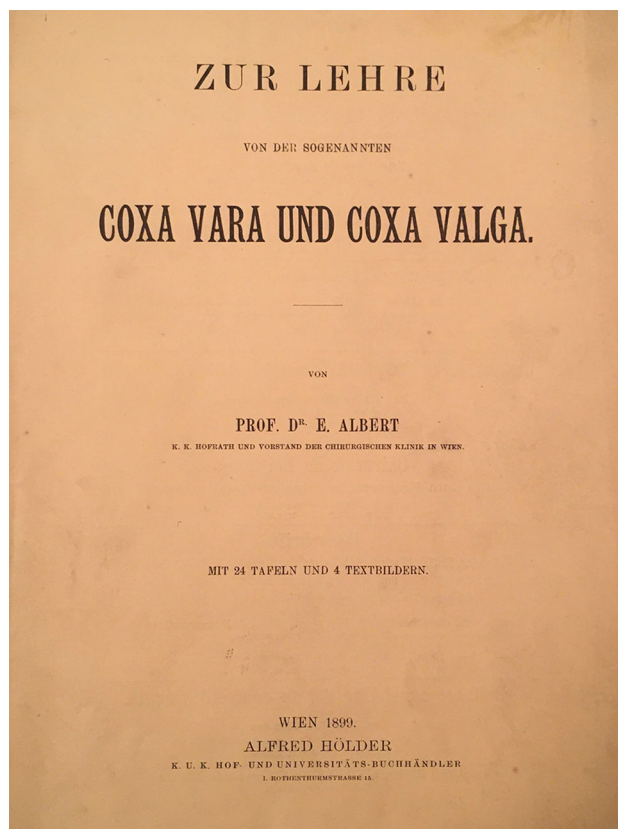 ZUR LEHRE
VON DER SOGENANNTEN
COXA VARA UND COXA VALGA.
VON
PROF. DR. E. ALBERT
K. K. HOFRATH UND VORSTAND DER CHIRURGISCHEN KLINIK IN WIEN.
MIT 24 TAFELN UND 4 TEXTBILDERN.
WIEN 1899.
ALFRED HÖLDER
K. U. K. HOF- UND UNIVERSITÄTS-BUCHHÄNDLER
I. ROTHENTHURMSTRASSE 15.